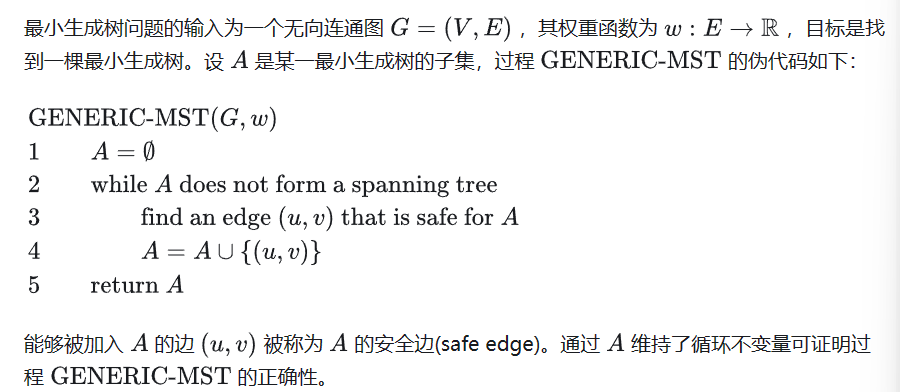 最小生成树问题的输入为一个无向连通图 G = (V, E) ，其权重函数为 w : E → ℝ ，目标是找
到一棵最小生成树。设 A 是某一最小生成树的子集，过程 GENERIC-MST 的伪代码如下：
GENERIC-MST(G, w)
1 A = ∅
2 while A does not form a spanning tree
3 find an edge (u, v) that is safe for A
4 A = A ∪ {(u, v)}
5 return A
能够被加入 A 的边 (u, v) 被称为 A 的安全边(safe edge)。通过 A 维持了循环不变量可证明过
程 GENERIC-MST 的正确性。